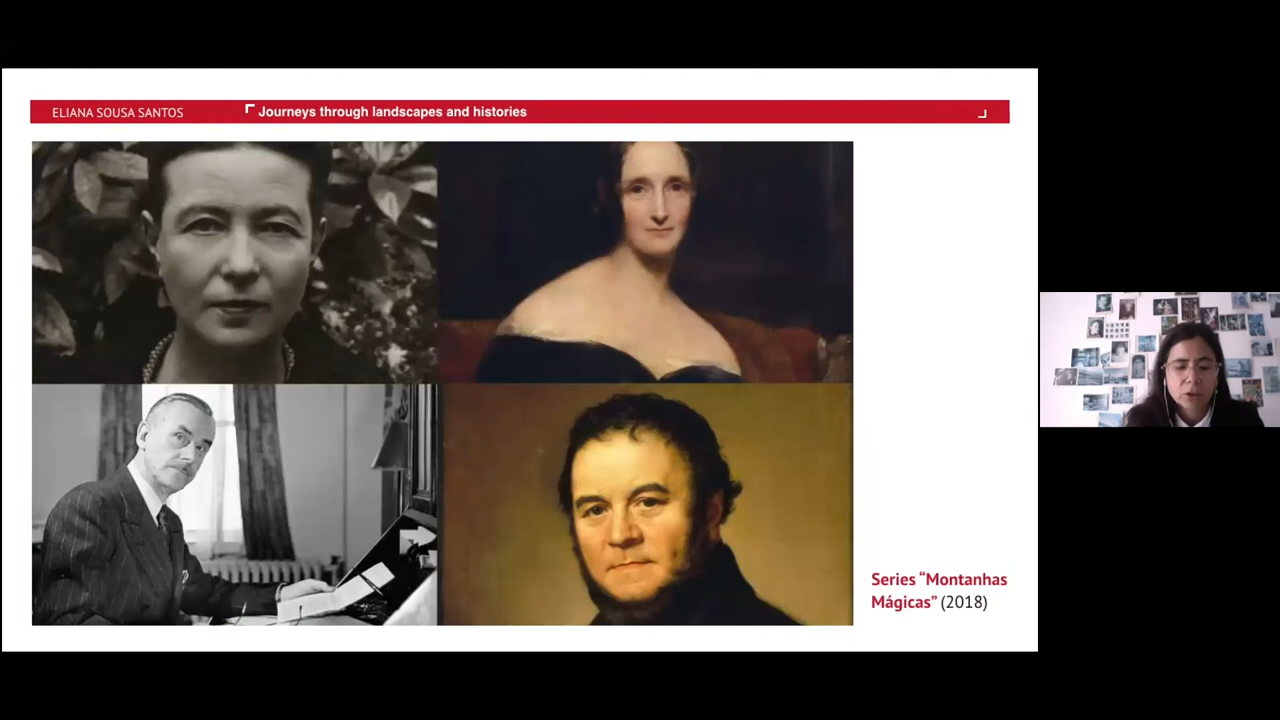 ELIANA SOUSA SANTOS
Journeys through landscapes and histories
Series “Montanhas
Mágicas” (2018)